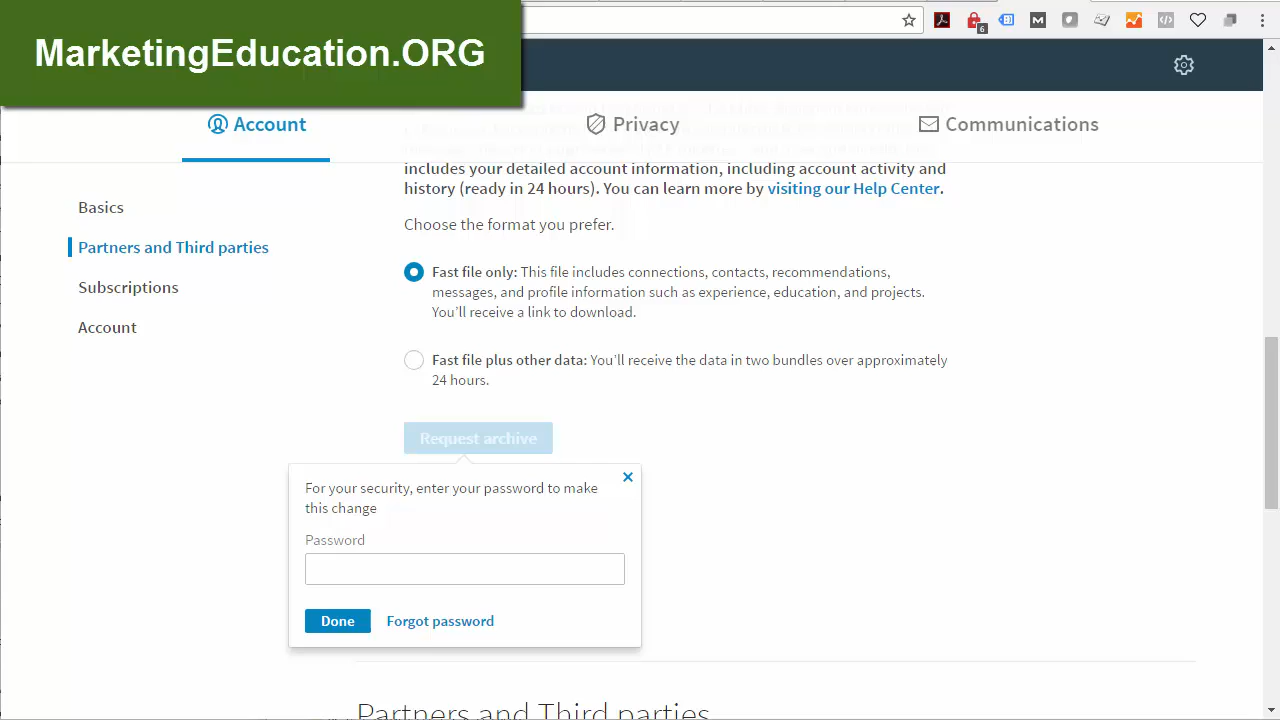 MarketingEducation.ORG
6
M
Account
Privacy
Communications
includes your detailed account information, including account activity and
history (ready in 24 hours). You can learn more by visiting our Help Center.
Basics
Choose the format you prefer.
Partners and Third parties
Fast file only: This file includes connections, contacts, recommendations,
messages, and profile information such as experience, education, and projects.
You'll receive a link to download.
Subscriptions
Account
Fast file plus other data: You'll receive the data in two bundles over approximately
24 hours.
Request archive
For your security, enter your password to make
this change
Password
Done
Forgot password
Partners and Third parties